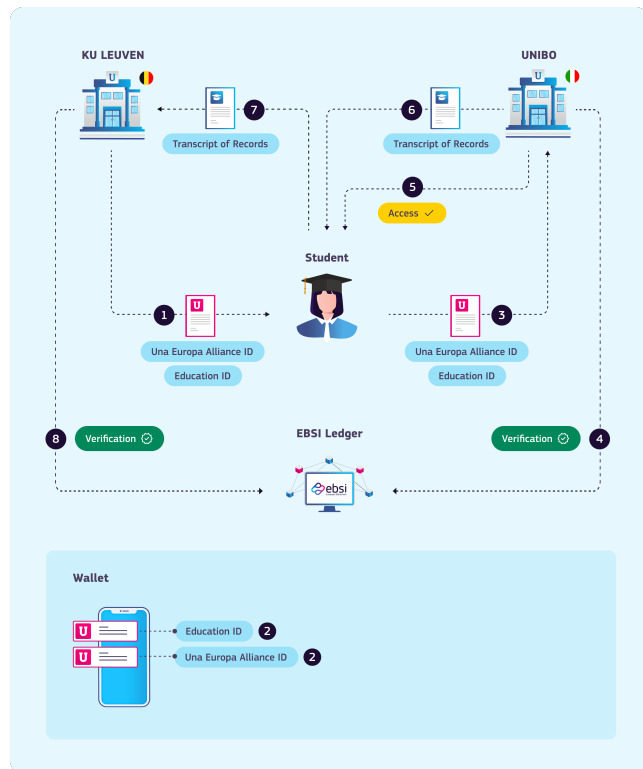 KU LEUVEN
UNIBO
U
U
7
6
Transcript of Records
Transcript of Records
5
Access
Student
1
U
U
3
Una Europa Alliance ID
Una Europa Alliance ID
Education ID
Education ID
8
Verification
EBSI Ledger
Verification
4
ebsi
Wallet
U
Education ID
2
U
Una Europa Alliance ID
2